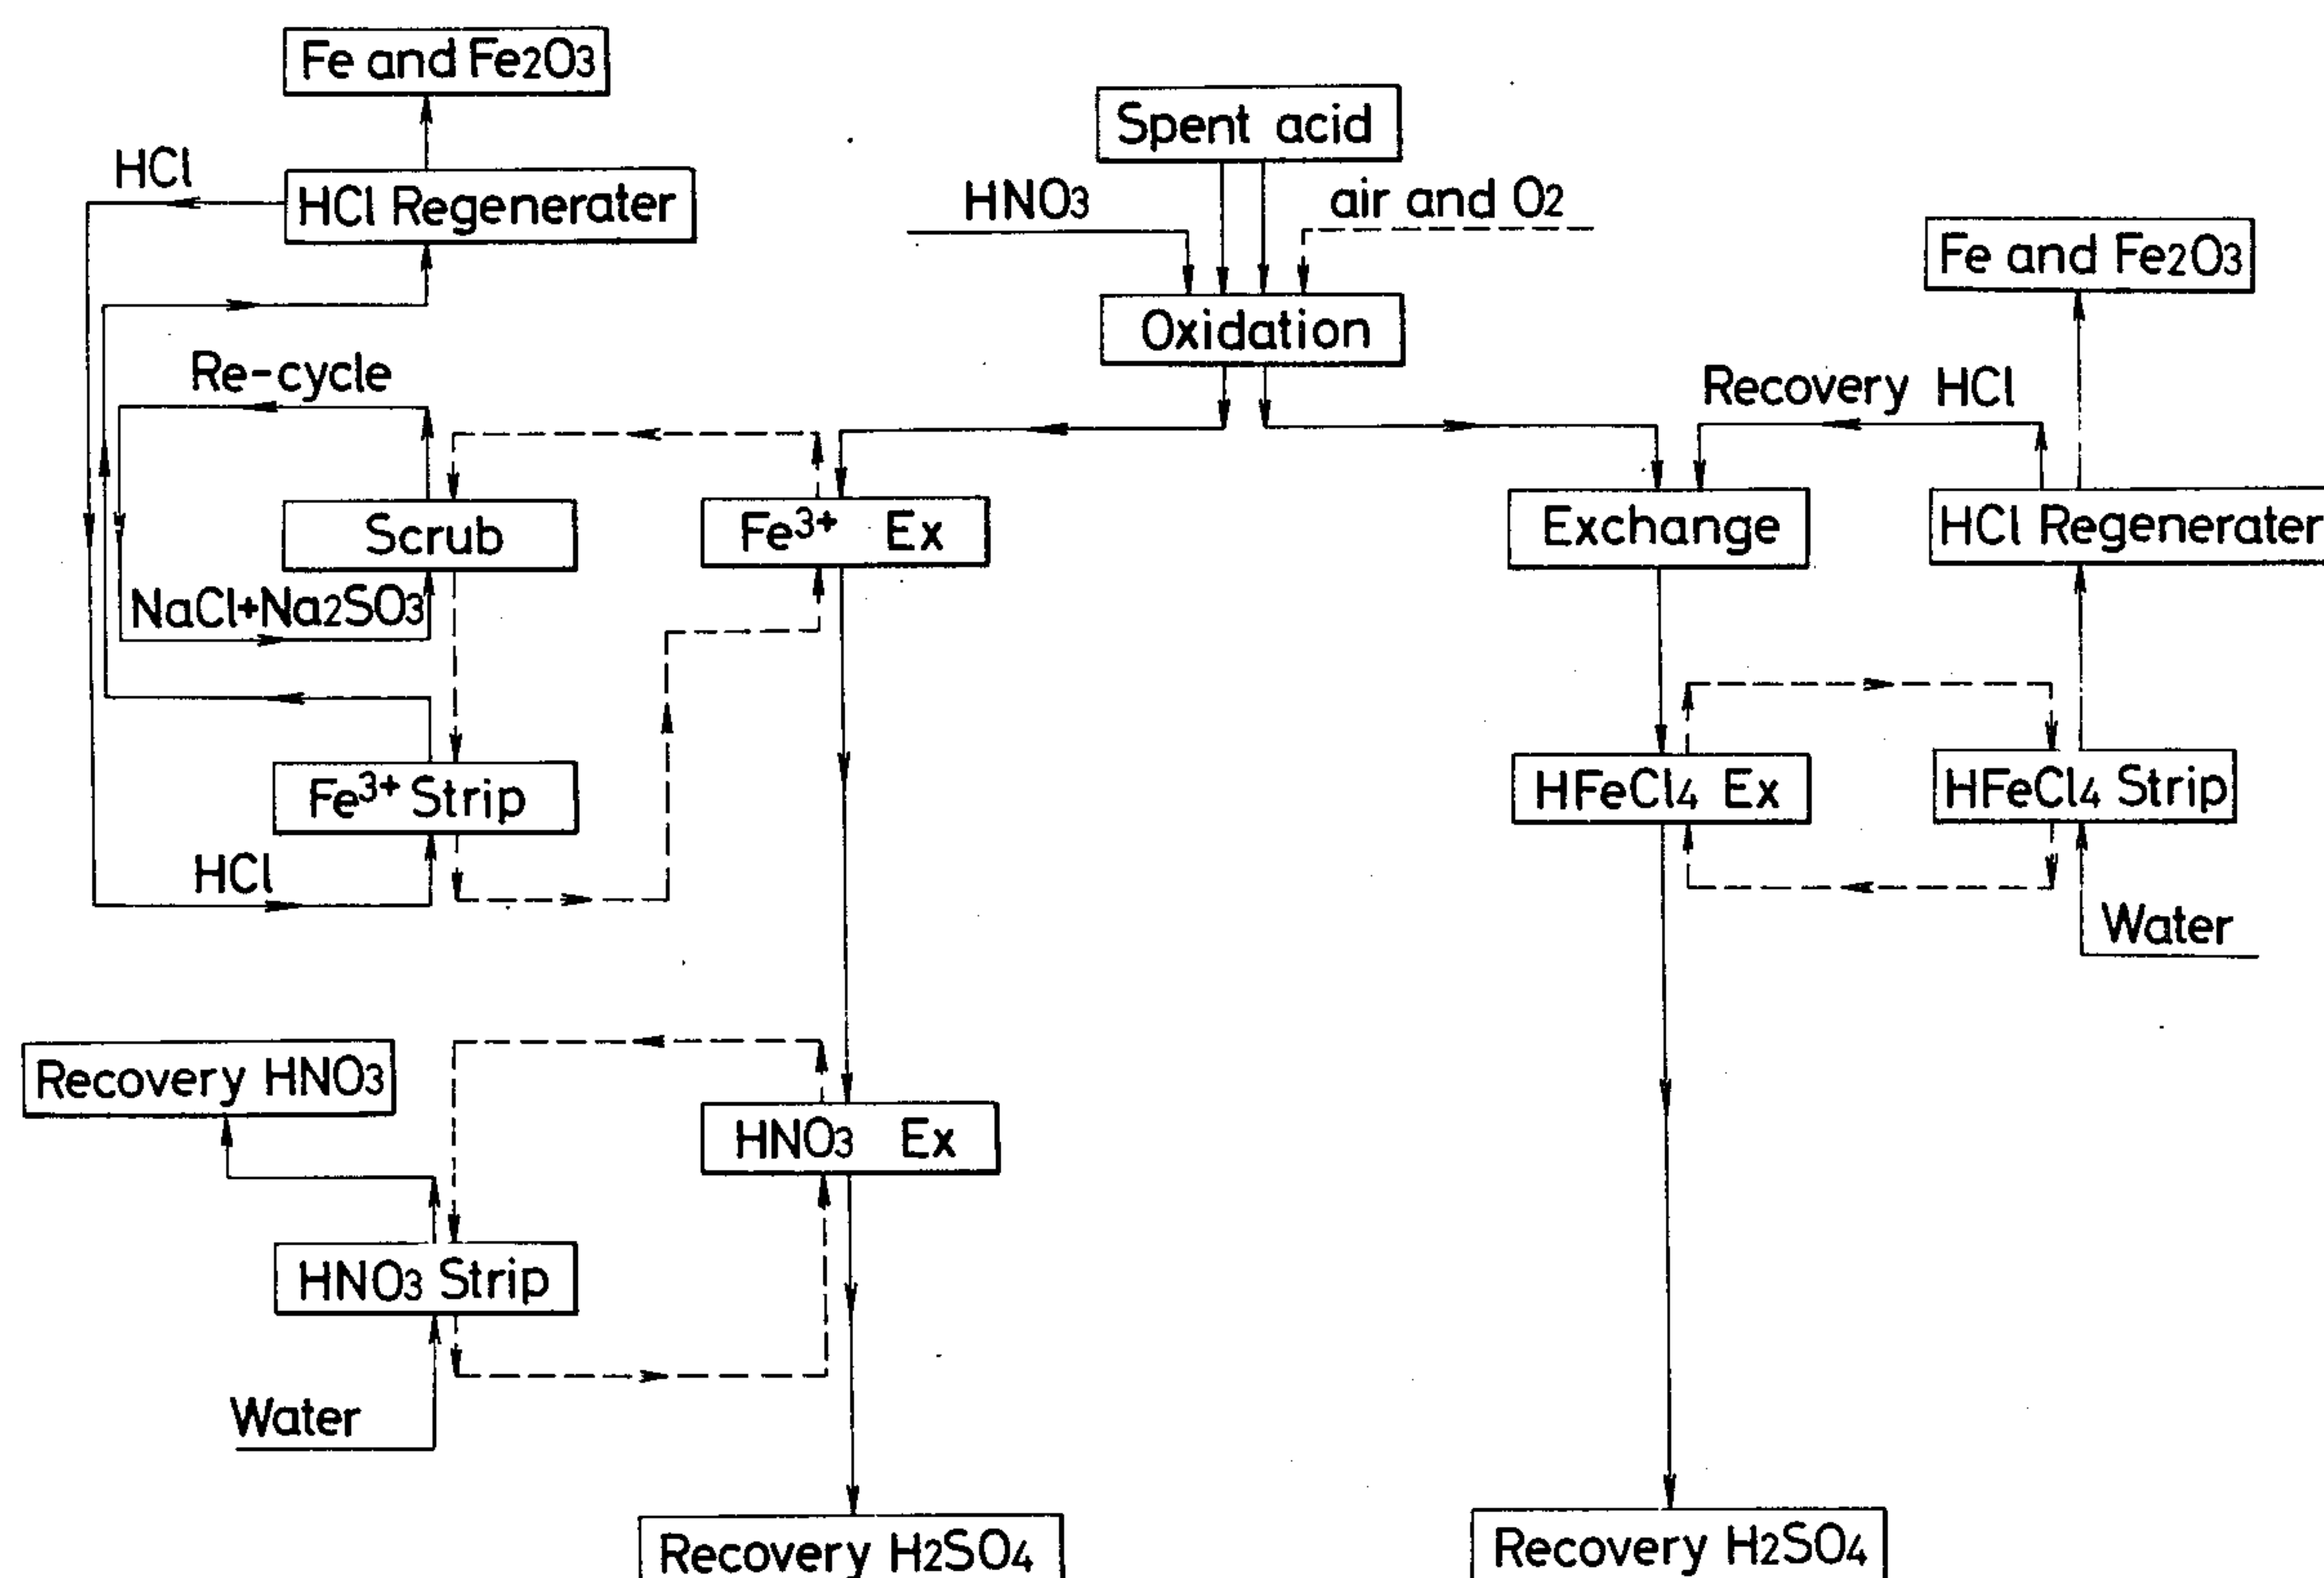 Fe and Fe2O3
Spent acid
HCl
HCl Regenerater
HNO3
air and O2
Fe and Fe2O3
Oxidation
Re-cycle
Recovery HCl
Scrub
Fe3+ Ex
Exchange
HCl Regenerater
NaCl+Na2SO3
Fe3+ Strip
HFeCl4 Ex
HFeCl4 Strip
HCl
Water
Recovery HNO3
HNO3 Ex
HNO3 Strip
Water
Recovery H2SO4
Recovery H2SO4